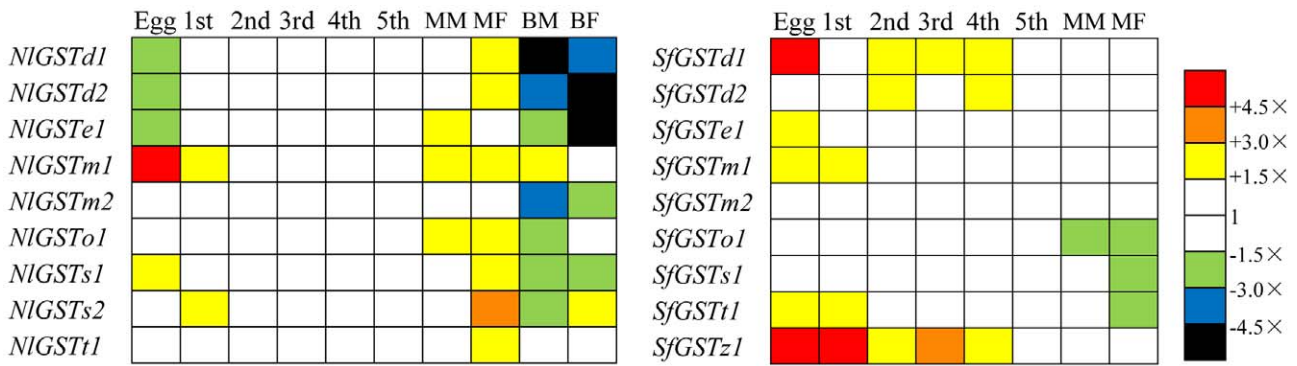 Egg 1st 2nd 3rd 4th 5th MM MF BM BF
NlGSTd1
NlGSTd2
NlGSTe1
NlGSTm1
NlGSTm2
NlGSTo1
NlGSTs1
NlGSTs2
NlGSTt1
Egg 1st 2nd 3rd 4th 5th MM MF
SfGSTd1
SfGSTd2
SfGSTe1
SfGSTm1
SfGSTm2
SfGSTo1
SfGSTs1
SfGSTt1
SfGSTz1
+4.5×
+3.0×
+1.5×
1
-1.5×
-3.0×
-4.5×